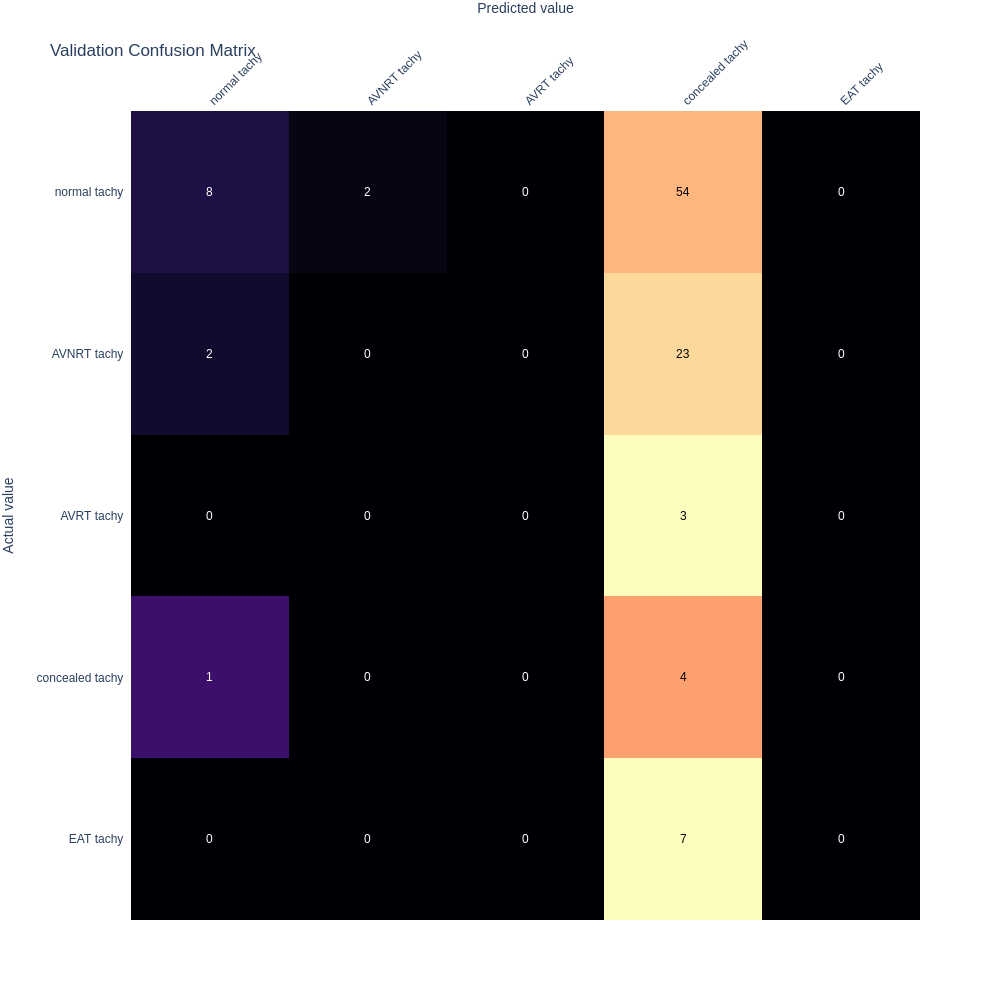 Predicted value
Validation Confusion Matrix
normal tachy
AVNRT tachy
AVRT tachy
concealed tachy
EAT tachy
Actual value
normal tachy 8 2 0 54 0
AVNRT tachy 2 0 0 23 0
AVRT tachy 0 0 0 3 0
concealed tachy 1 0 0 4 0
EAT tachy 0 0 0 7 0